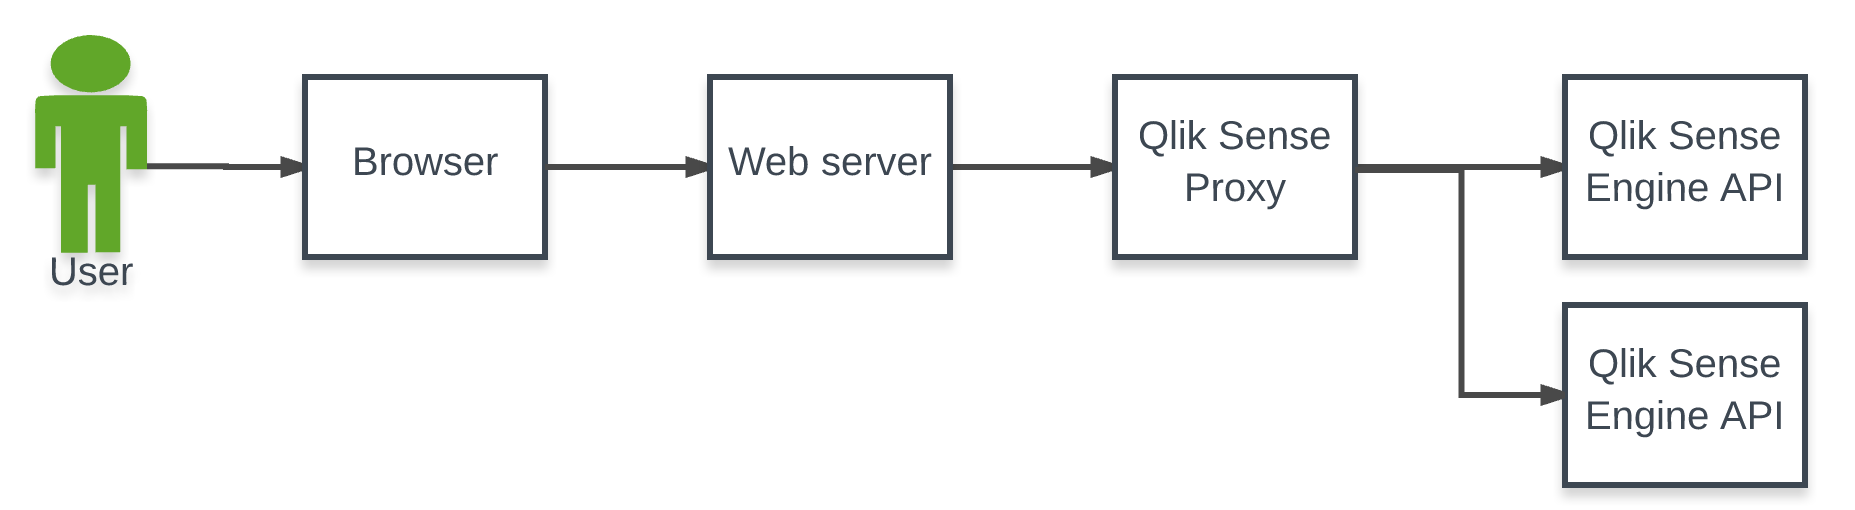 User
Browser
Web server
Qlik Sense
Proxy
Qlik Sense
Engine API
Qlik Sense
Engine API